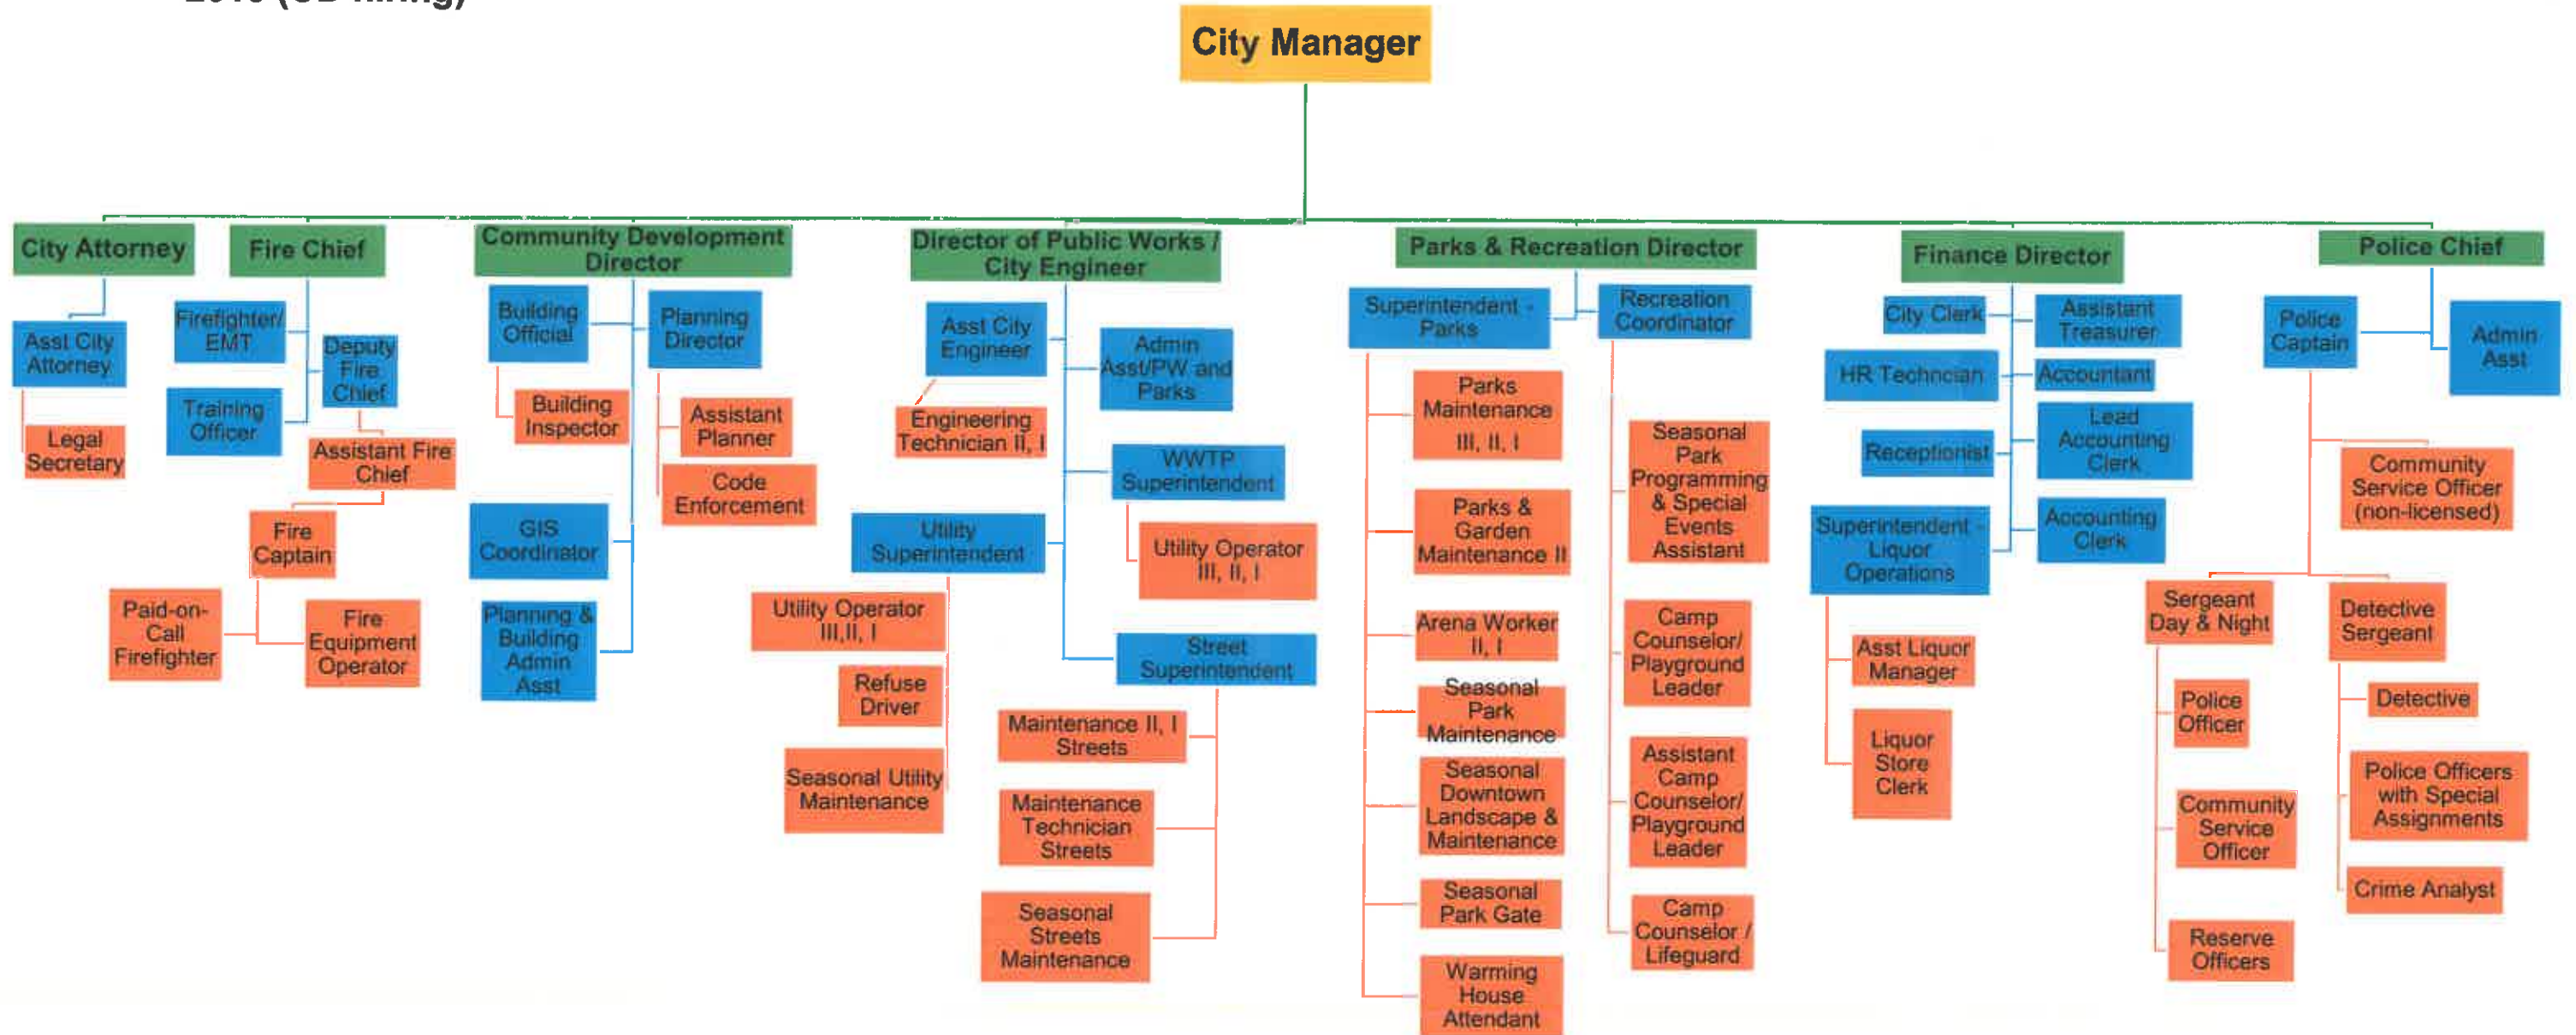 City Manager
City Attorney
Asst City
Attorney
Legal
Secretary
Fire Chief
Firefighter/
EMT
Training
Officer
Deputy
Fire
Chief
Assistant Fire
Chief
Fire
Captain
Paid-on-
Call
Firefighter
Fire
Equipment
Operator
Community Development
Director
Building
Official
Building
Inspector
Planning
Director
Assistant
Planner
Code
Enforcement
GIS
Coordinator
Planning &
Building
Admin
Asst
Director of Public Works /
City Engineer
Asst City
Engineer
Engineering
Technician II, I
Admin
Asst/PW and
Parks
WWTP
Superintendent
Utility Operator
III, II, I
Utility
Superintendent
Utility Operator
III,II, I
Refuse
Driver
Seasonal Utility
Maintenance
Street
Superintendent
Maintenance II, I
Streets
Maintenance
Technician
Streets
Seasonal
Streets
Maintenance
Parks & Recreation Director
Superintendent -
Parks
Parks
Maintenance
III, II, I
Parks &
Garden
Maintenance II
Arena Worker
II, I
Seasonal
Park
Maintenance
Seasonal
Downtown
Landscape &
Maintenance
Seasonal
Park Gate
Warming
House
Attendant
Recreation
Coordinator
Seasonal
Park
Programming
& Special
Events
Assistant
Camp
Counselor/
Playground
Leader
Assistant
Camp
Counselor/
Playground
Leader
Camp
Counselor /
Lifeguard
Finance Director
City Clerk
HR Techncian
Receptionist
Superintendent -
Liquor
Operations
Asst Liquor
Manager
Liquor
Store
Clerk
Assistant
Treasurer
Accountant
Lead
Accounting
Clerk
Accounting
Clerk
Police Chief
Police
Captain
Admin
Asst
Community
Service Officer
(non-licensed)
Sergeant
Day & Night
Police
Officer
Community
Service
Officer
Reserve
Officers
Detective
Sergeant
Detective
Police Officers
with Special
Assignments
Crime Analyst